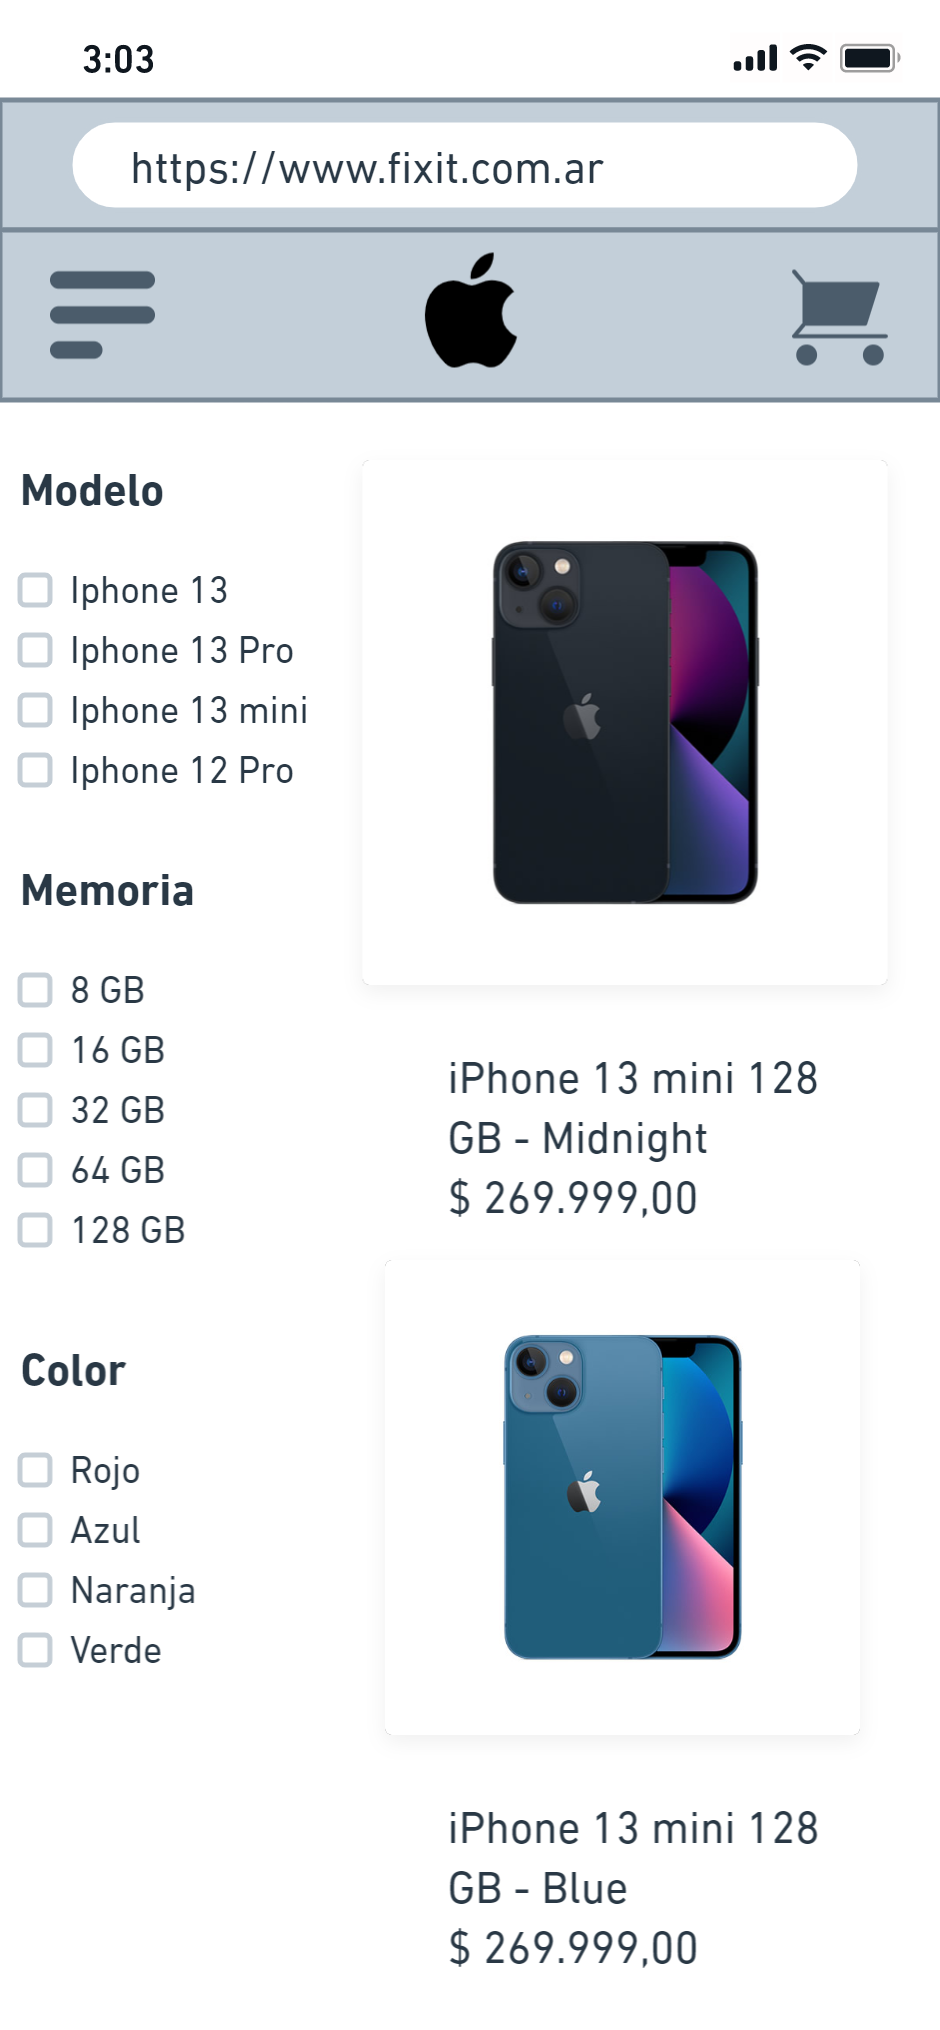 3:03
https://www.fixit.com.ar
Modelo
Iphone 13
Iphone 13 Pro
Iphone 13 mini
Iphone 12 Pro
Memoria
8 GB
16 GB
32 GB
64 GB
128 GB
Color
Rojo
Azul
Naranja
Verde
iPhone 13 mini 128
GB - Midnight
$ 269.999,00
iPhone 13 mini 128
GB - Blue
$ 269.999,00